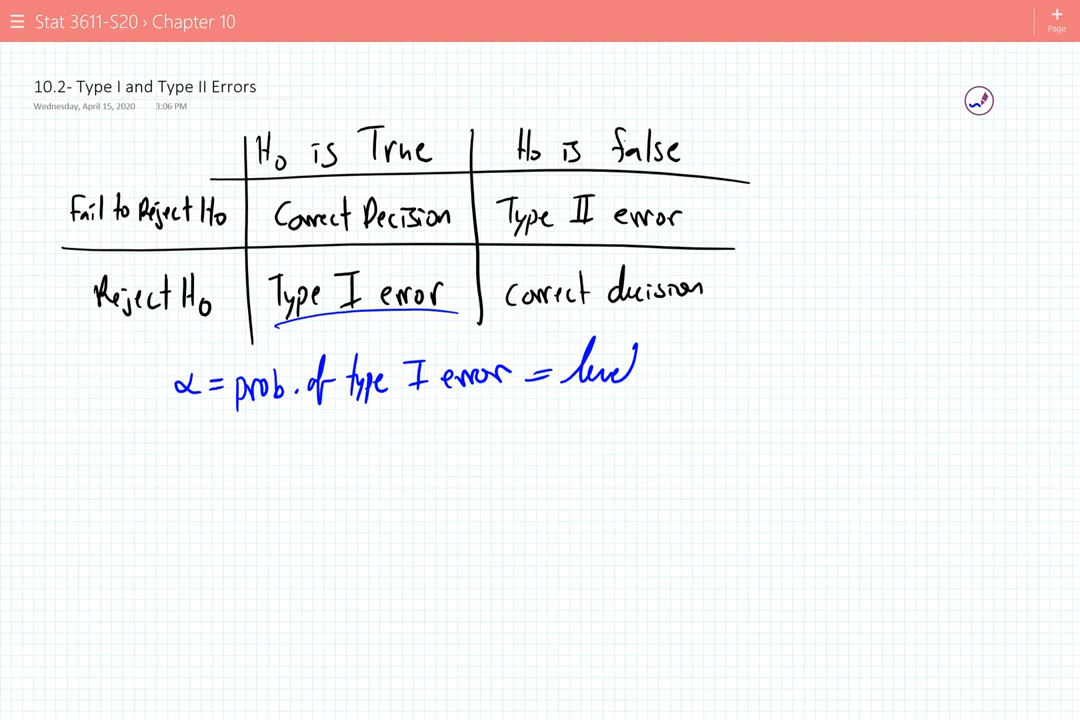 Stat 3611-S20 › Chapter 10
+
Page
10.2- Type I and Type II Errors
Wednesday, April 15, 2020 3:06 PM
H₀ is True H₀ is false
Fail to Reject H₀ Correct Decision Type II error
Reject H₀ Type I error Correct decision
α = prob. of type I error = level